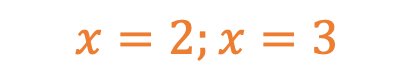 x = 2; x = 3